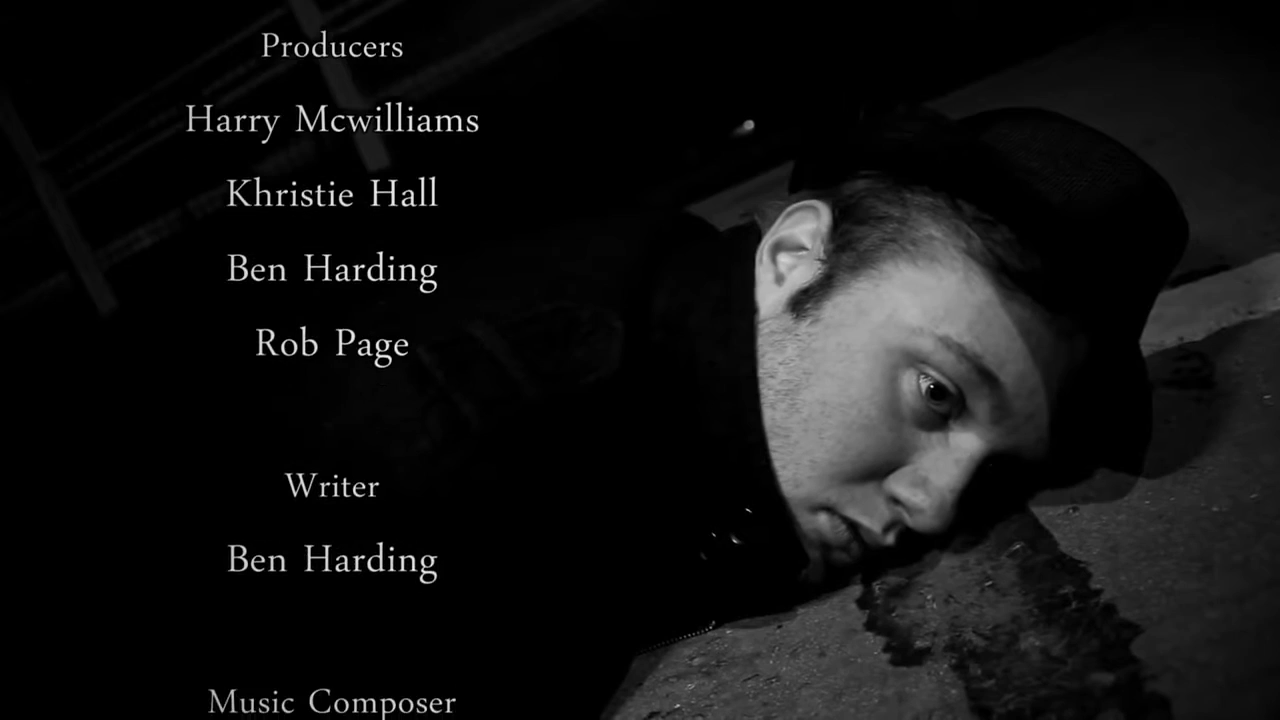 Producers
Harry Mcwilliams
Khristie Hall
Ben Harding
Rob Page
Writer
Ben Harding
Music Composer